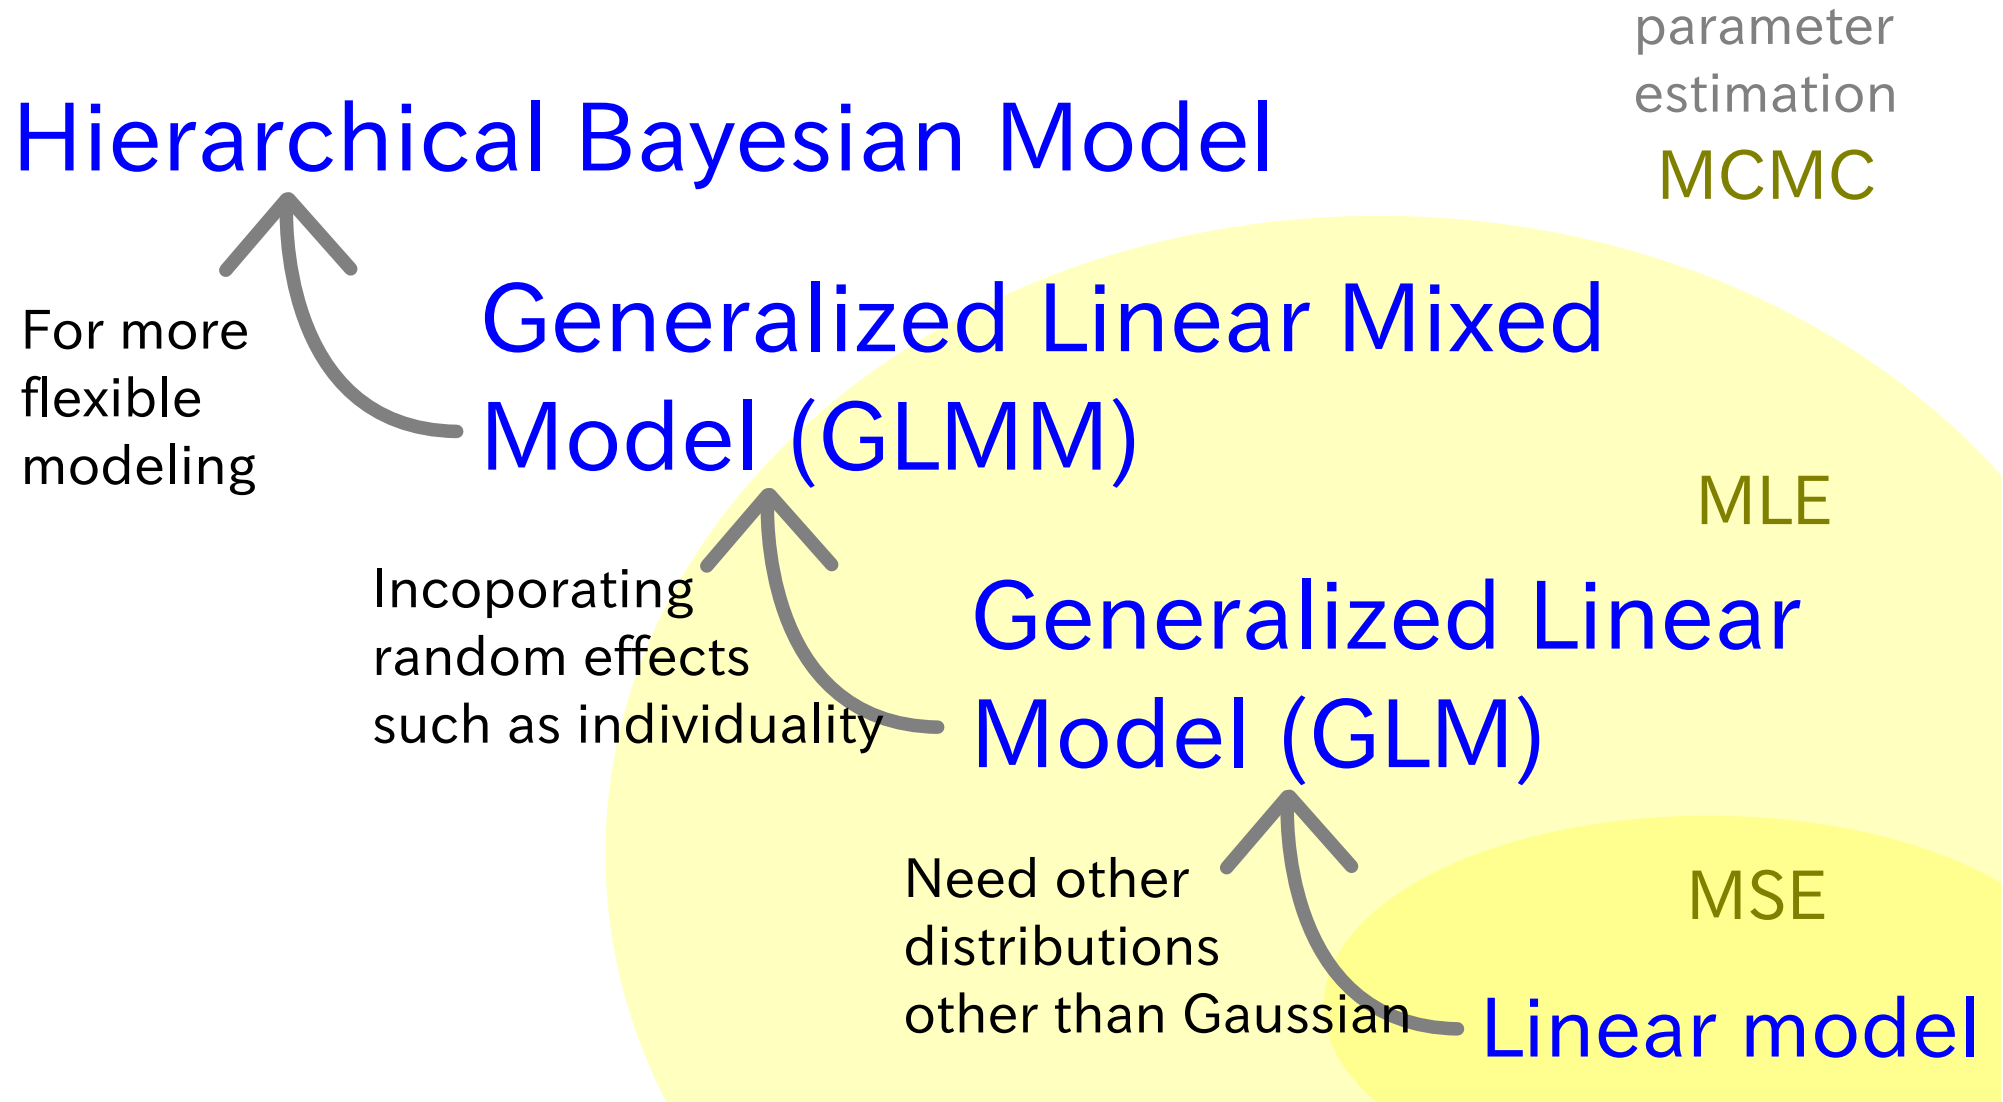 parameter
estimation
MCMC
Hierarchical Bayesian Model
For more
flexible
modeling
Generalized Linear Mixed
Model (GLMM)
MLE
Incoporating
random effects
such as individuality
Generalized Linear
Model (GLM)
Need other
distributions
other than Gaussian
MSE
Linear model